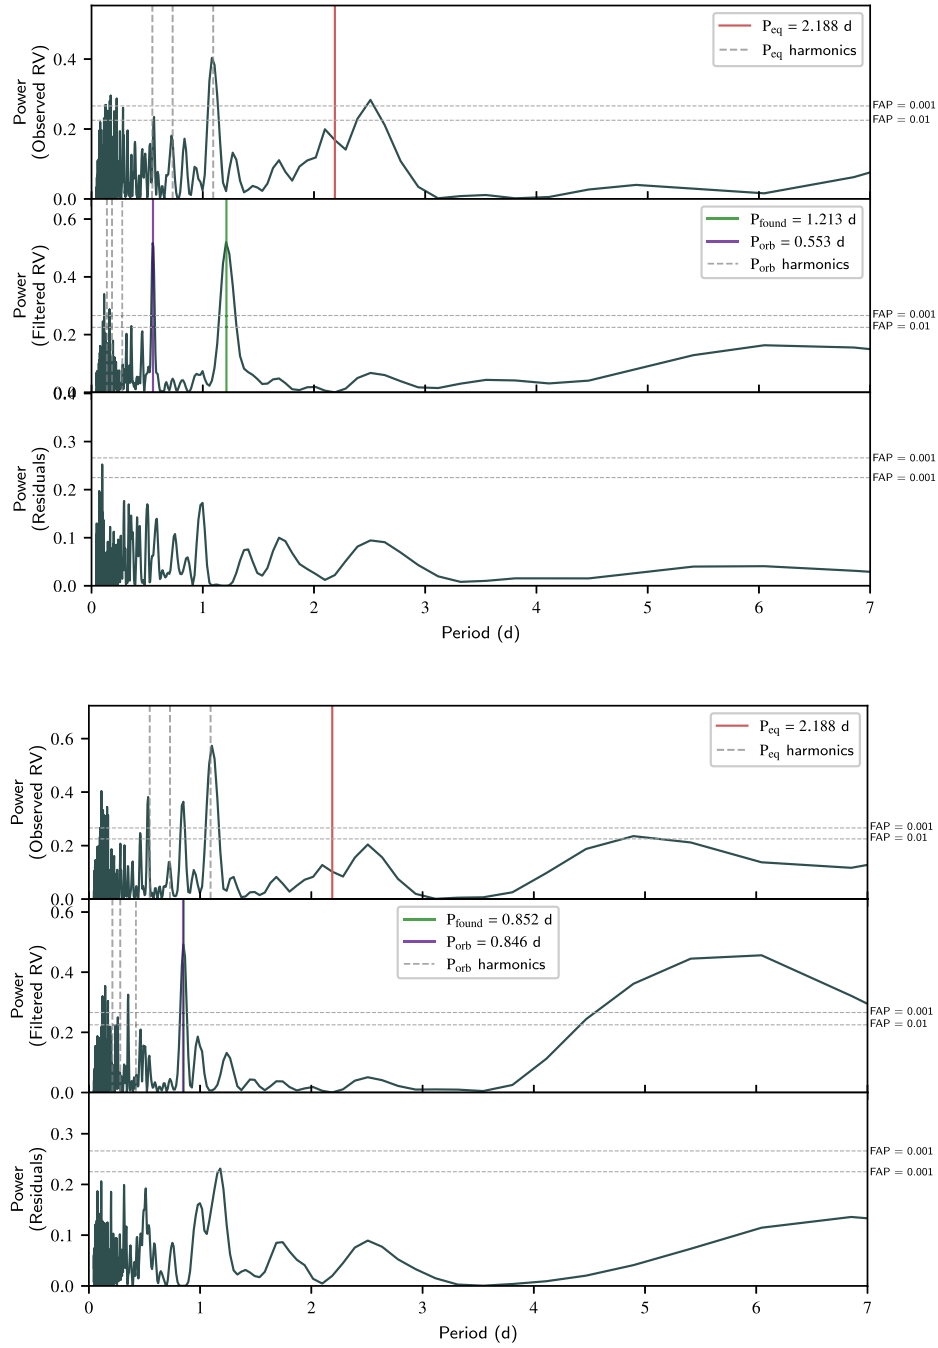 Power
(Observed RV)
0.4
0.2
0.0
P_eq = 2.188 d
P_eq harmonics
FAP = 0.001
FAP = 0.01
Power
(Filtered RV)
0.6
0.4
0.2
0.0
P_found = 1.213 d
P_orb = 0.553 d
P_orb harmonics
FAP = 0.001
FAP = 0.01
Power
(Residuals)
0.4
0.3
0.2
0.1
0.0
FAP = 0.001
FAP = 0.001
0 1 2 3 4 5 6 7
Period (d)
Power
(Observed RV)
0.6
0.4
0.2
0.0
P_eq = 2.188 d
P_eq harmonics
FAP = 0.001
FAP = 0.01
Power
(Filtered RV)
0.6
0.4
0.2
0.0
P_found = 0.852 d
P_orb = 0.846 d
P_orb harmonics
FAP = 0.001
FAP = 0.01
Power
(Residuals)
0.3
0.2
0.1
0.0
FAP = 0.001
FAP = 0.001
0 1 2 3 4 5 6 7
Period (d)